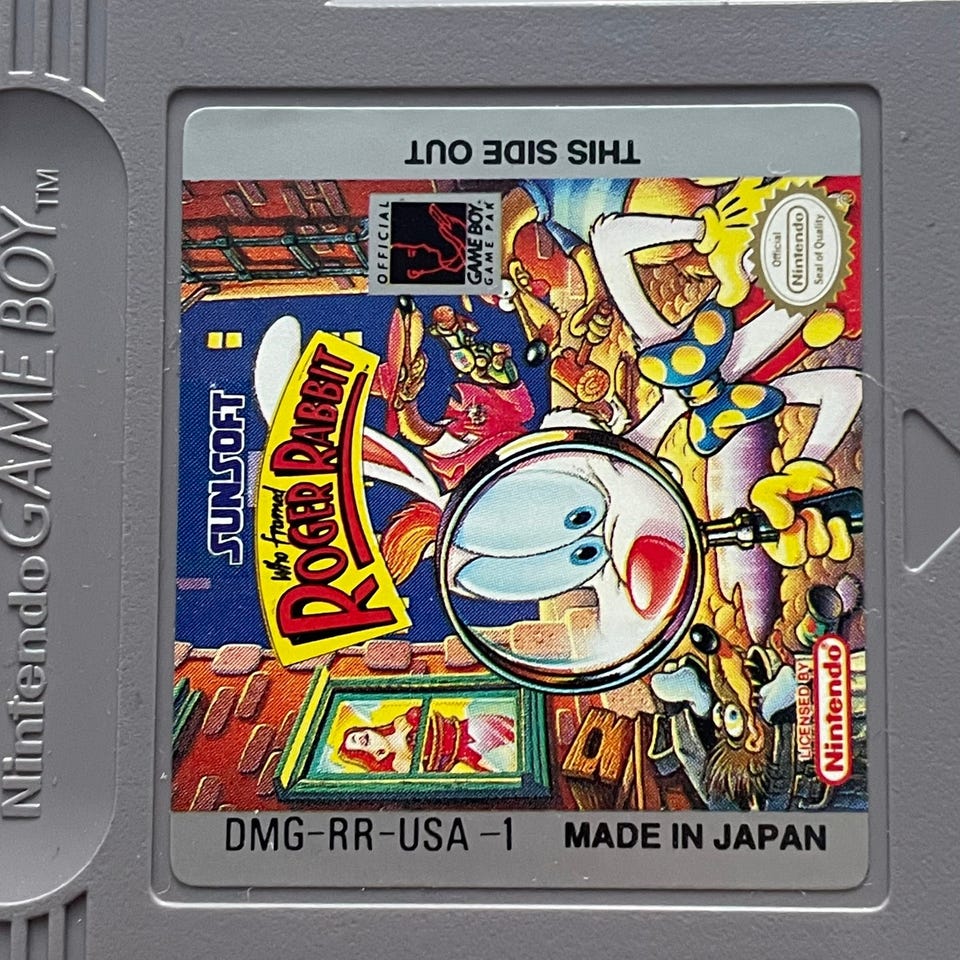 Nintendo GAME BOY™
THIS SIDE OUT
OFFICIAL
GAME BOY
GAME PAK
Official
Nintendo
Seal of Quality
®
SUNSOFT
Who Framed
ROGER RABBIT
LICENSED BY
Nintendo
DMG-RR-USA-1
MADE IN JAPAN